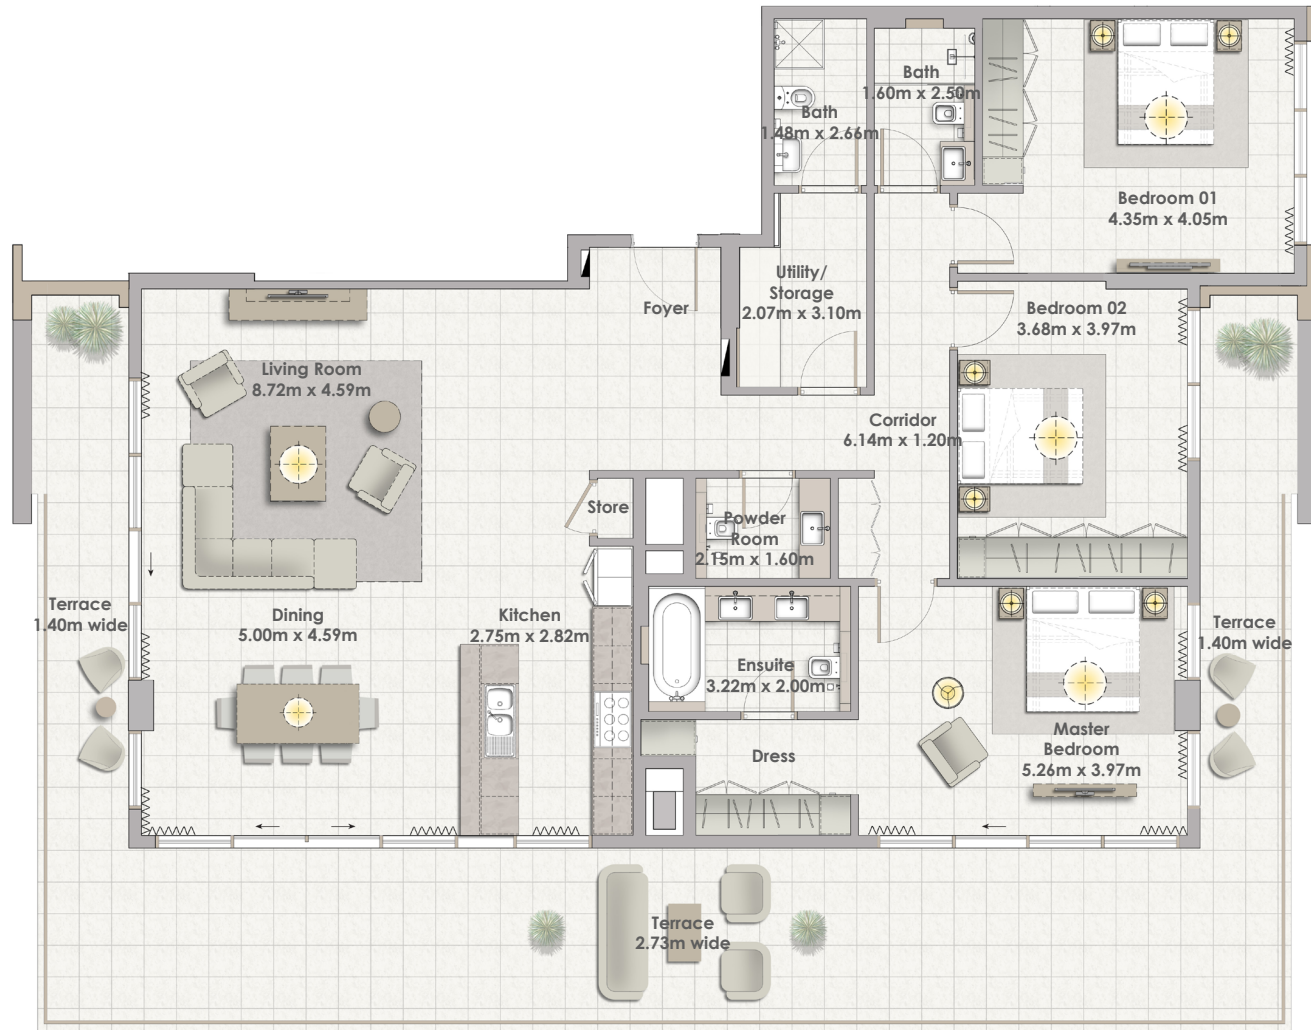 Bath
1.60m x 2.50m
Bath
1.48m x 2.66m
Bedroom 01
4.35m x 4.05m
Utility/
Storage
2.07m x 3.10m
Foyer
Bedroom 02
3.68m x 3.97m
Living Room
8.72m x 4.59m
Corridor
6.14m x 1.20m
Store
Powder
Room
2.15m x 1.60m
Terrace
1.40m wide
Dining
5.00m x 4.59m
Kitchen
2.75m x 2.82m
Ensuite
3.22m x 2.00m
Terrace
1.40m wide
Dress
Master
Bedroom
5.26m x 3.97m
Terrace
2.73m wide